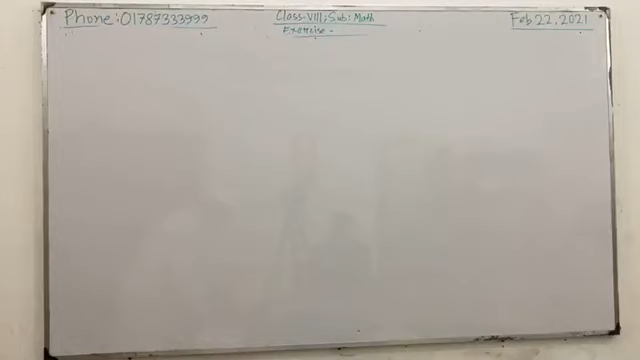 Phone: 01787333999
Class-VIII; Sub: Math
Exercise -
Feb 22, 2021